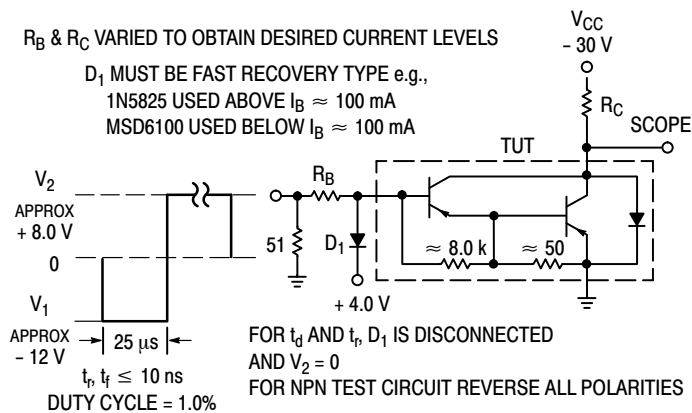 R_B & R_C VARIED TO OBTAIN DESIRED CURRENT LEVELS
D_1 MUST BE FAST RECOVERY TYPE e.g.,
1N5825 USED ABOVE I_B ≈ 100 mA
MSD6100 USED BELOW I_B ≈ 100 mA
V_CC
- 30 V
R_C
SCOPE
TUT
V_2
APPROX
+ 8.0 V
0
V_1
APPROX
- 12 V
25 µs
t_r, t_f ≤ 10 ns
DUTY CYCLE = 1.0%
R_B
51
D_1
+ 4.0 V
≈ 8.0 k
≈ 50
FOR t_d AND t_r, D_1 IS DISCONNECTED
AND V_2 = 0
FOR NPN TEST CIRCUIT REVERSE ALL POLARITIES